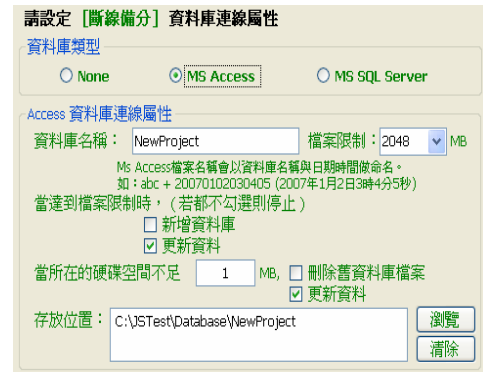 請設定 [斷線備分] 資料庫連線屬性
資料庫類型
None MS Access MS SQL Server
Access 資料庫連線屬性
資料庫名稱： NewProject 檔案限制：2048 MB
Ms Access檔案名稱會以資料庫名稱與日期時間做命名。
如：abc + 20070102030405 (2007年1月2日3時4分5秒)
當達到檔案限制時，（若都不勾選則停止）
新增資料庫
更新資料
當所在的硬碟空間不足 1 MB, 刪除舊資料庫檔案
更新資料
存放位置： C:\JSTest\Database\NewProject 瀏覽
清除